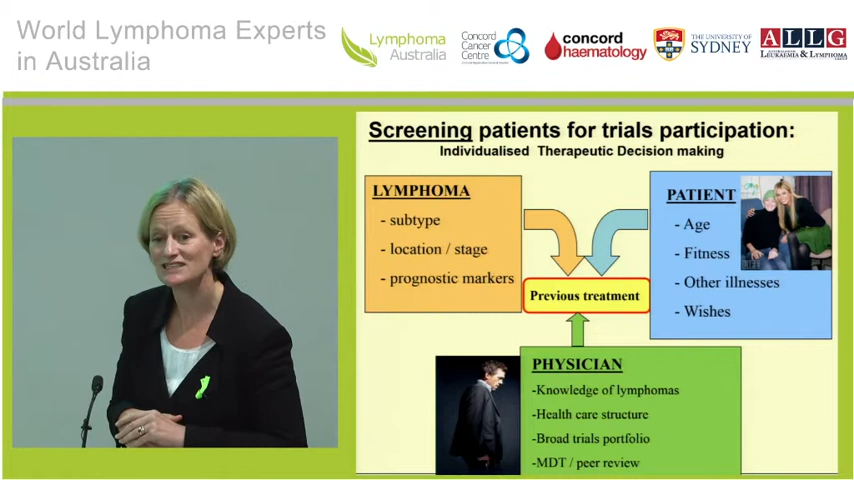 World Lymphoma Experts
in Australia
Lymphoma
Australia
Concord
Cancer
Centre
concord
haematology
THE UNIVERSITY OF
SYDNEY
ALLG
LEUKAEMIA & LYMPHOMA
Screening patients for trials participation:
Individualised Therapeutic Decision making
LYMPHOMA
- subtype
- location / stage
- prognostic markers
PATIENT
- Age
- Fitness
- Other illnesses
- Wishes
Previous treatment
PHYSICIAN
-Knowledge of lymphomas
-Health care structure
-Broad trials portfolio
-MDT / peer review